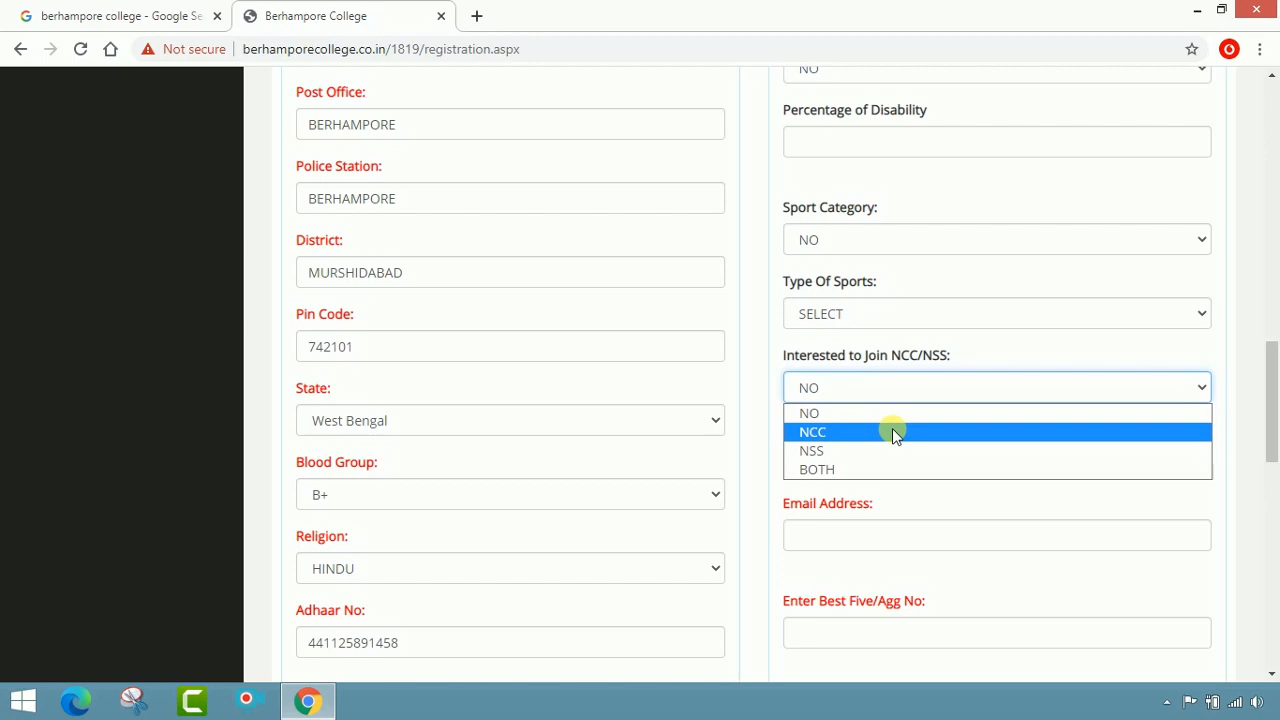 berhampore college - Google Se
Berhampore College
Not secure
berhamporecollege.co.in/1819/registration.aspx
Post Office:
BERHAMPORE
Police Station:
BERHAMPORE
District:
MURSHIDABAD
Pin Code:
742101
State:
West Bengal
Blood Group:
B+
Religion:
HINDU
Adhaar No:
441125891458
NO
Percentage of Disability
Sport Category:
NO
Type Of Sports:
SELECT
Interested to Join NCC/NSS:
NO
NO
NCC
NSS
BOTH
Email Address:
Enter Best Five/Agg No: